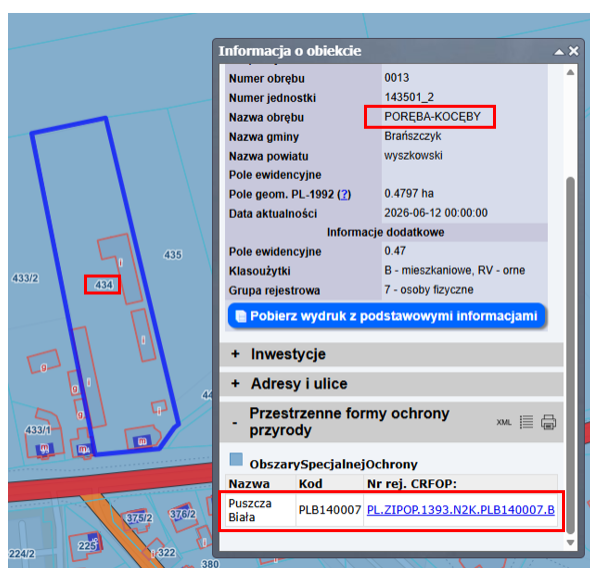 Informacja o obiekcie
Numer obrębu 0013
Numer jednostki 143501_2
Nazwa obrębu PORĘBA-KOCĘBY
Nazwa gminy Brańszczyk
Nazwa powiatu wyszkowski
Pole ewidencyjne
Pole geom. PL-1992 (?) 0.4797 ha
Data aktualności 2026-06-12 00:00:00
Informacje dodatkowe
Pole ewidencyjne 0.47
Klasoużytki B - mieszkaniowe, RV - orne
Grupa rejestrowa 7 - osoby fizyczne
Pobierz wydruk z podstawowymi informacjami
+ Inwestycje
+ Adresy i ulice
- Przestrzenne formy ochrony
przyrody
XML
ObszarySpecjalnejOchrony
Nazwa Kod Nr rej. CRFOP:
Puszcza
Biała PLB140007 PL.ZIPOP.1393.N2K.PLB140007.B
435
433/2
434
i
i
g
g
i
g
433/1
m
m
m
375/2
376/2
225
i
322
224/2
380